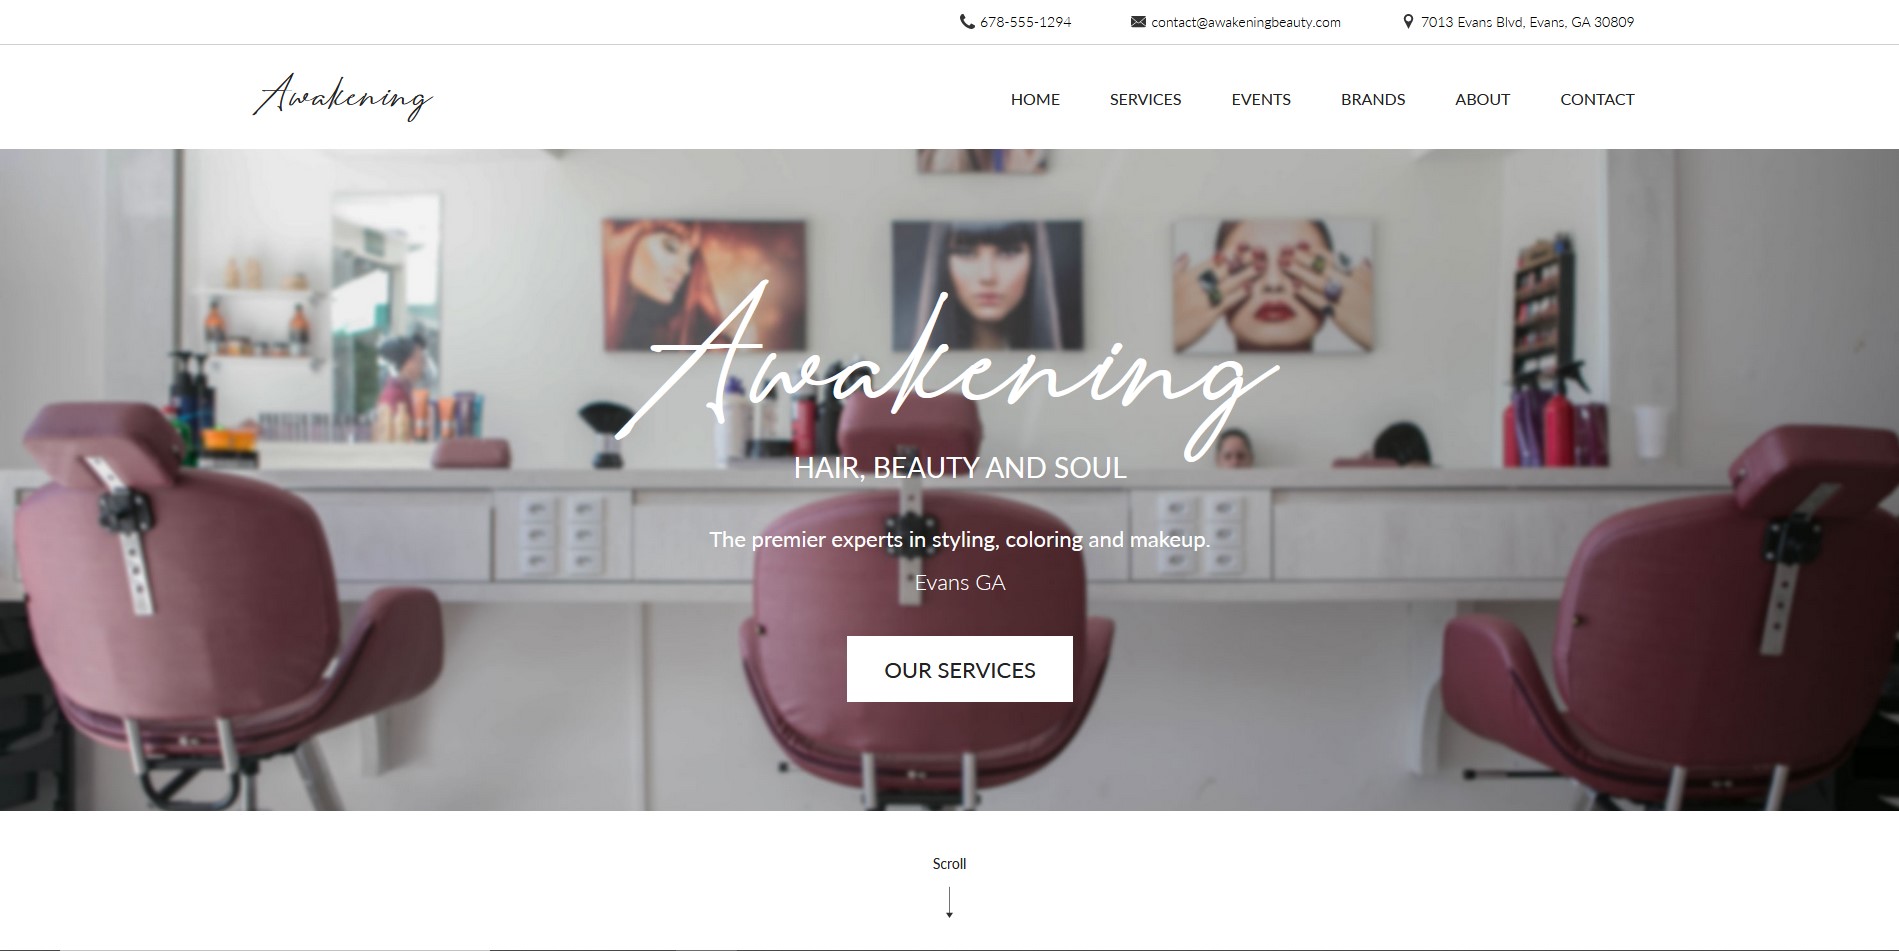 678-555-1294
contact@awakeningbeauty.com
7013 Evans Blvd, Evans, GA 30809
Awakening
HOME
SERVICES
EVENTS
BRANDS
ABOUT
CONTACT
Awakening
HAIR, BEAUTY AND SOUL
The premier experts in styling, coloring and makeup.
Evans GA
OUR SERVICES
Scroll